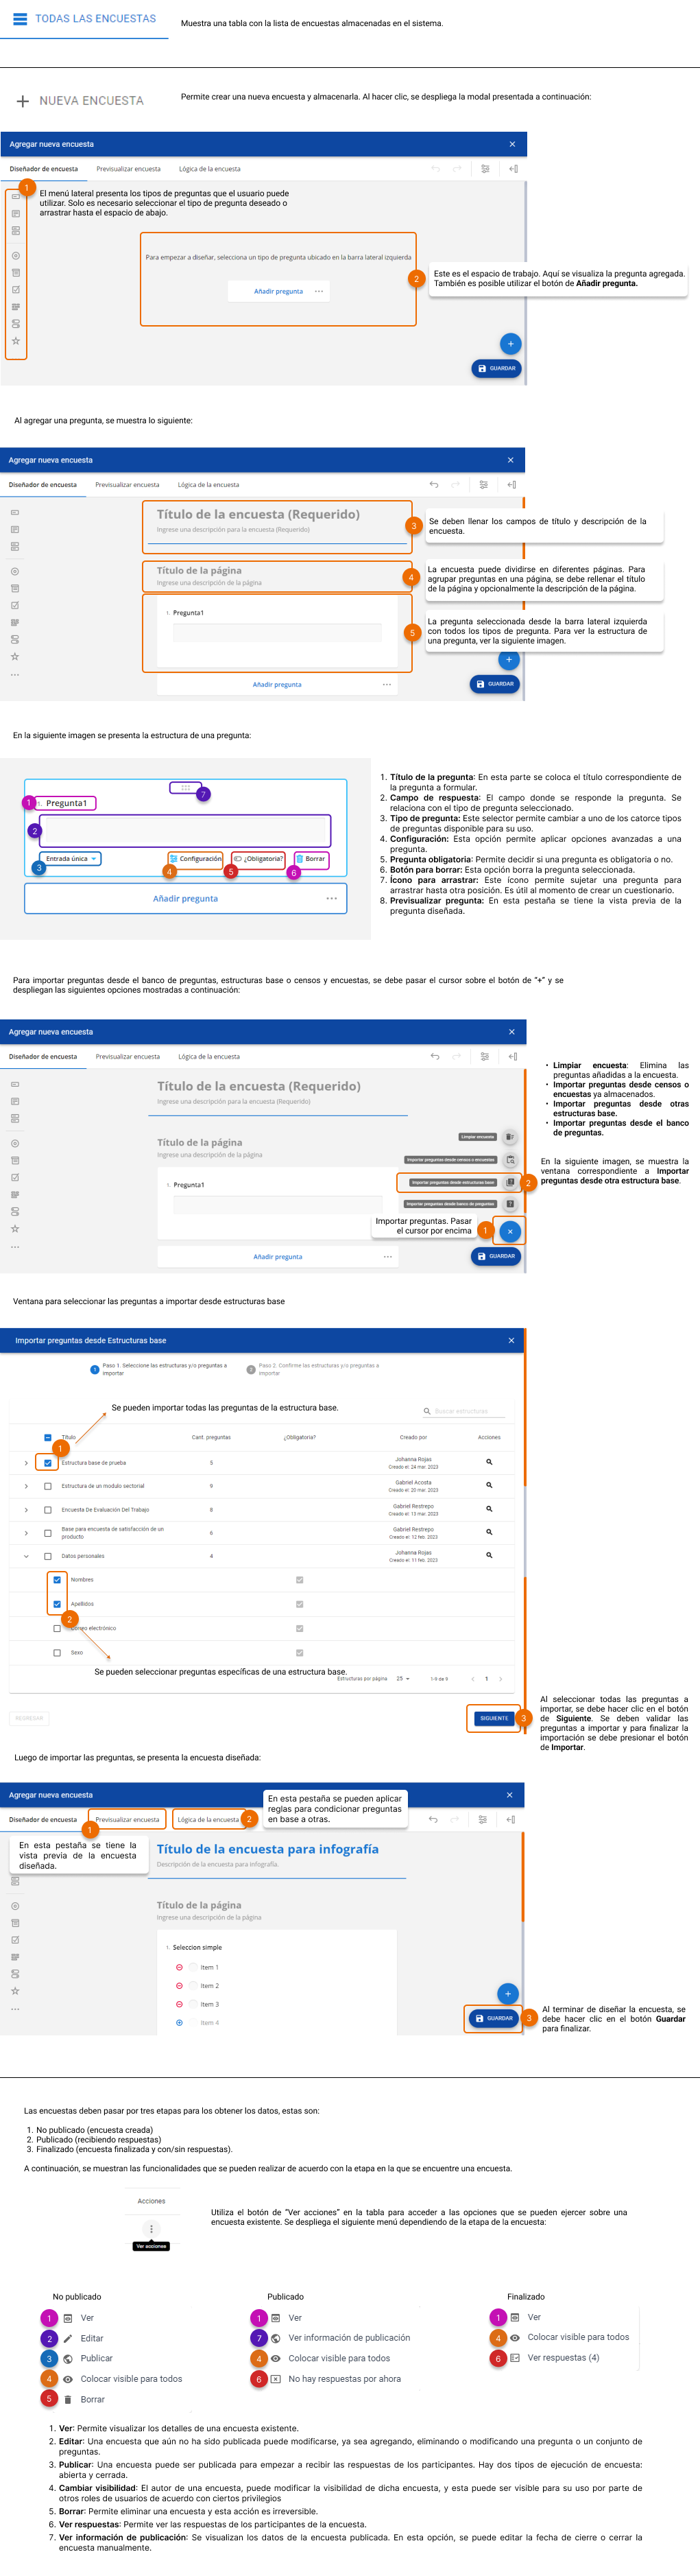 TODAS LAS ENCUESTAS
Muestra una tabla con la lista de encuestas almacenadas en el sistema.
NUEVA ENCUESTA
Permite crear una nueva encuesta y almacenarla. Al hacer clic, se despliega la modal presentada a continuación:
Agregar nueva encuesta
Diseñador de encuesta Previsualizar encuesta Lógica de la encuesta
1
El menú lateral presenta los tipos de preguntas que el usuario puede
utilizar. Solo es necesario seleccionar el tipo de pregunta deseado o
arrastrar hasta el espacio de abajo.
Para empezar a diseñar, selecciona un tipo de pregunta ubicado en la barra lateral izquierda
Añadir pregunta
2
Este es el espacio de trabajo. Aquí se visualiza la pregunta agregada.
También es posible utilizar el botón de Añadir pregunta.
GUARDAR
Al agregar una pregunta, se muestra lo siguiente:
Agregar nueva encuesta
Diseñador de encuesta Previsualizar encuesta Lógica de la encuesta
Título de la encuesta (Requerido)
Ingrese una descripción para la encuesta (Requerido)
3
Se deben llenar los campos de título y descripción de la
encuesta.
Título de la página
Ingrese una descripción de la página
4
La encuesta puede dividirse en diferentes páginas. Para
agrupar preguntas en una página, se debe rellenar el título
de la página y opcionalmente la descripción de la página.
1. Pregunta1
5
La pregunta seleccionada desde la barra lateral izquierda
con todos los tipos de pregunta. Para ver la estructura de
una pregunta, ver la siguiente imagen.
Añadir pregunta
GUARDAR
En la siguiente imagen se presenta la estructura de una pregunta:
7
1
1. Pregunta1
2
Entrada única
Configuración
¿Obligatoria?
Borrar
3
4
5
6
Añadir pregunta
1. Título de la pregunta: En esta parte se coloca el título correspondiente de
la pregunta a formular.
2. Campo de respuesta: El campo donde se responde la pregunta. Se
relaciona con el tipo de pregunta seleccionado.
3. Tipo de pregunta: Este selector permite cambiar a uno de los catorce tipos
de preguntas disponible para su uso.
4. Configuración: Esta opción permite aplicar opciones avanzadas a una
pregunta.
5. Pregunta obligatoria: Permite decidir si una pregunta es obligatoria o no.
6. Botón para borrar: Esta opción borra la pregunta seleccionada.
7. Ícono para arrastrar: Este ícono permite sujetar una pregunta para
arrastrar hasta otra posición. Es útil al momento de crear un cuestionario.
8. Previsualizar pregunta: En esta pestaña se tiene la vista previa de la
pregunta diseñada.
Para importar preguntas desde el banco de preguntas, estructuras base o censos y encuestas, se debe pasar el cursor sobre el botón de “+” y se
despliegan las siguientes opciones mostradas a continuación:
Agregar nueva encuesta
Diseñador de encuesta Previsualizar encuesta Lógica de la encuesta
Título de la encuesta (Requerido)
Ingrese una descripción para la encuesta (Requerido)
Título de la página
Ingrese una descripción de la página
1. Pregunta1
Limpiar encuesta
Importar preguntas desde censos o encuestas
Importar preguntas desde estructuras base
2
Importar preguntas desde banco de preguntas
Importar preguntas. Pasar
el cursor por encima
1
Añadir pregunta
GUARDAR
• Limpiar encuesta: Elimina las
preguntas añadidas a la encuesta.
• Importar preguntas desde censos o
encuestas ya almacenados.
• Importar preguntas desde otras
estructuras base.
• Importar preguntas desde el banco
de preguntas.
En la siguiente imagen, se muestra la
ventana correspondiente a Importar
preguntas desde otra estructura base.
Ventana para seleccionar las preguntas a importar desde estructuras base
Importar preguntas desde Estructuras base
1 Paso 1. Seleccione las estructuras y/o preguntas a
importar
2 Paso 2. Confirme las estructuras y/o preguntas a
importar
Se pueden importar todas las preguntas de la estructura base.
Buscar estructuras
Título Cant. preguntas ¿Obligatoria? Creado por Acciones
1
Estructura base de prueba 5 Johanna Rojas
Creado el: 24 mar. 2023
Estructura de un modulo sectorial 9 Gabriel Acosta
Creado el: 20 mar. 2023
Encuesta De Evaluación Del Trabajo 8 Gabriel Restrepo
Creado el: 13 mar. 2023
Base para encuesta de satisfacción de un
producto 6 Gabriel Restrepo
Creado el: 12 feb. 2023
Datos personales 4 Johanna Rojas
Creado el: 11 feb. 2023
Nombres
Apellidos
2
Correo electrónico
Sexo
Se pueden seleccionar preguntas específicas de una estructura base.
Estructuras por página 25 1-9 de 9 1
REGRESAR
SIGUIENTE
3
Al seleccionar todas las preguntas a
importar, se debe hacer clic en el botón
de Siguiente. Se deben validar las
preguntas a importar y para finalizar la
importación se debe presionar el botón
de Importar.
Luego de importar las preguntas, se presenta la encuesta diseñada:
Agregar nueva encuesta
Diseñador de encuesta Previsualizar encuesta Lógica de la encuesta
1
2
En esta pestaña se pueden aplicar
reglas para condicionar preguntas
en base a otras.
En esta pestaña se tiene la
vista previa de la encuesta
diseñada.
Título de la encuesta para infografía
Descripción de la encuesta para infografía.
Título de la página
Ingrese una descripción de la página
1. Seleccion simple
Item 1
Item 2
Item 3
Item 4
GUARDAR
3
Al terminar de diseñar la encuesta, se
debe hacer clic en el botón Guardar
para finalizar.
Las encuestas deben pasar por tres etapas para los obtener los datos, estas son:
1. No publicado (encuesta creada)
2. Publicado (recibiendo respuestas)
3. Finalizado (encuesta finalizada y con/sin respuestas).
A continuación, se muestran las funcionalidades que se pueden realizar de acuerdo con la etapa en la que se encuentre una encuesta.
Acciones
Ver acciones
Utiliza el botón de “Ver acciones” en la tabla para acceder a las opciones que se pueden ejercer sobre una
encuesta existente. Se despliega el siguiente menú dependiendo de la etapa de la encuesta:
No publicado
1 Ver
2 Editar
3 Publicar
4 Colocar visible para todos
5 Borrar
Publicado
1 Ver
7 Ver información de publicación
4 Colocar visible para todos
6 No hay respuestas por ahora
Finalizado
1 Ver
4 Colocar visible para todos
6 Ver respuestas (4)
1. Ver: Permite visualizar los detalles de una encuesta existente.
2. Editar: Una encuesta que aún no ha sido publicada puede modificarse, ya sea agregando, eliminando o modificando una pregunta o un conjunto de
preguntas.
3. Publicar: Una encuesta puede ser publicada para empezar a recibir las respuestas de los participantes. Hay dos tipos de ejecución de encuesta:
abierta y cerrada.
4. Cambiar visibilidad: El autor de una encuesta, puede modificar la visibilidad de dicha encuesta, y esta puede ser visible para su uso por parte de
otros roles de usuarios de acuerdo con ciertos privilegios
5. Borrar: Permite eliminar una encuesta y esta acción es irreversible.
6. Ver respuestas: Permite ver las respuestas de los participantes de la encuesta.
7. Ver información de publicación: Se visualizan los datos de la encuesta publicada. En esta opción, se puede editar la fecha de cierre o cerrar la
encuesta manualmente.